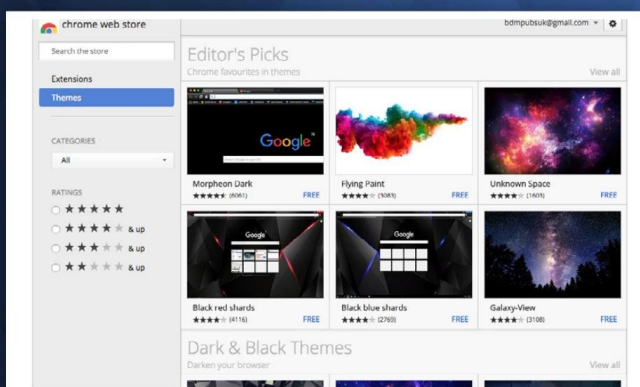 chrome web store
bdmpubsuk@gmail.com
Search the store
Extensions
Themes
CATEGORIES
All
RATINGS
& up
& up
& up
Editor's Picks
Chrome favourites in themes
View all
Google
Morpheon Dark
(6061)
FREE
Flying Paint
(3083)
FREE
Unknown Space
(1603)
FREE
Google
Black red shards
(4116)
FREE
Google
Black blue shards
(2769)
FREE
Galaxy-View
(3108)
FREE
Dark & Black Themes
Darken your browser
View all